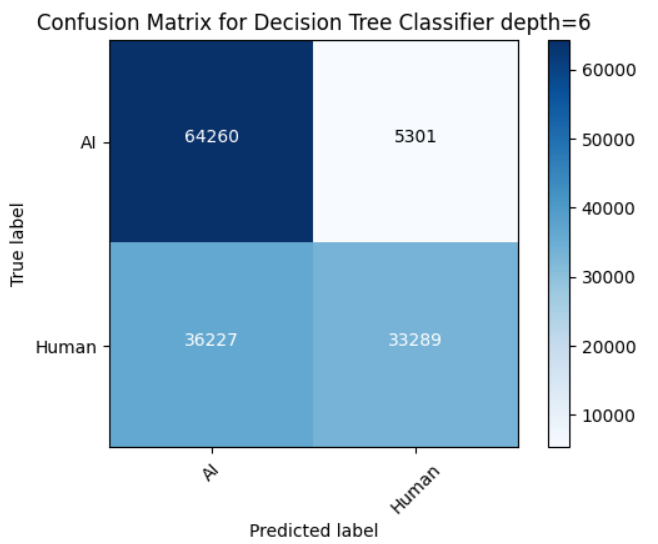 Confusion Matrix for Decision Tree Classifier depth=6
AI
64260
5301
Human
36227
33289
AI
Human
Predicted label
True label
60000
50000
40000
30000
20000
10000